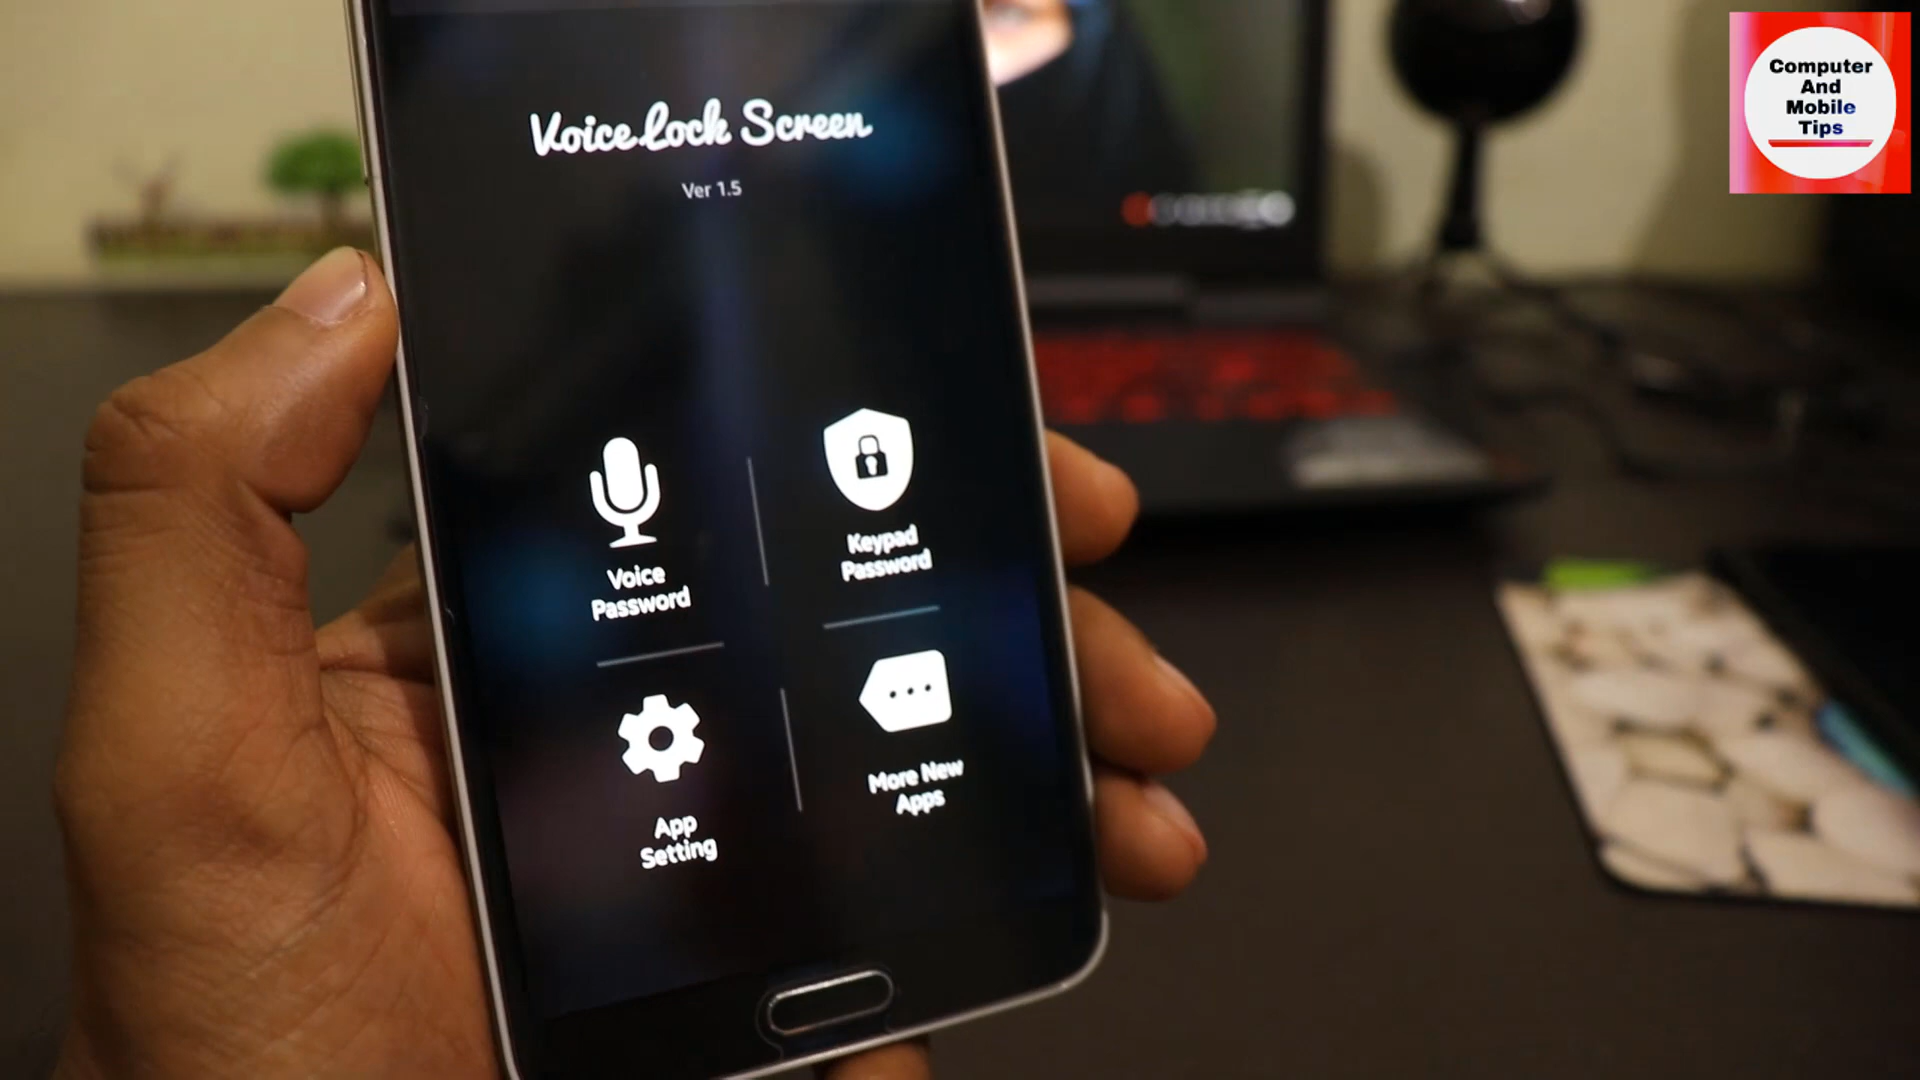 Voice Lock Screen
Ver 1.5
Voice
Password
Keypad
Password
App
Setting
More New
Apps
Computer
And
Mobile
Tips